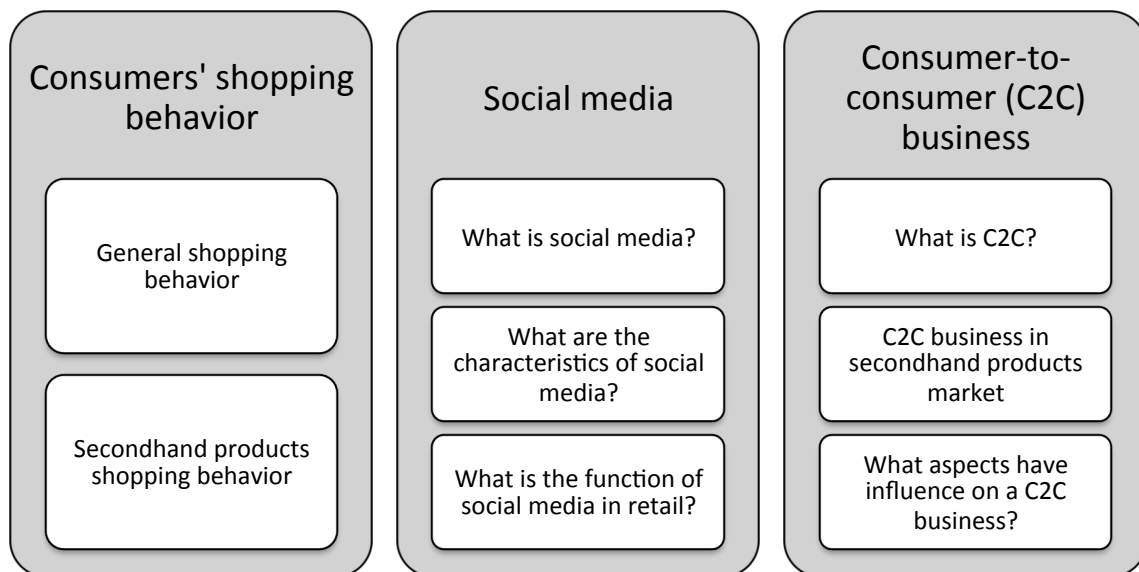 Consumers' shopping
behavior
General shopping
behavior
Secondhand products
shopping behavior
Social media
What is social media?
What are the
characteristics of social
media?
What is the function of
social media in retail?
Consumer-to-
consumer (C2C)
business
What is C2C?
C2C business in
secondhand products
market
What aspects have
influence on a C2C
business?